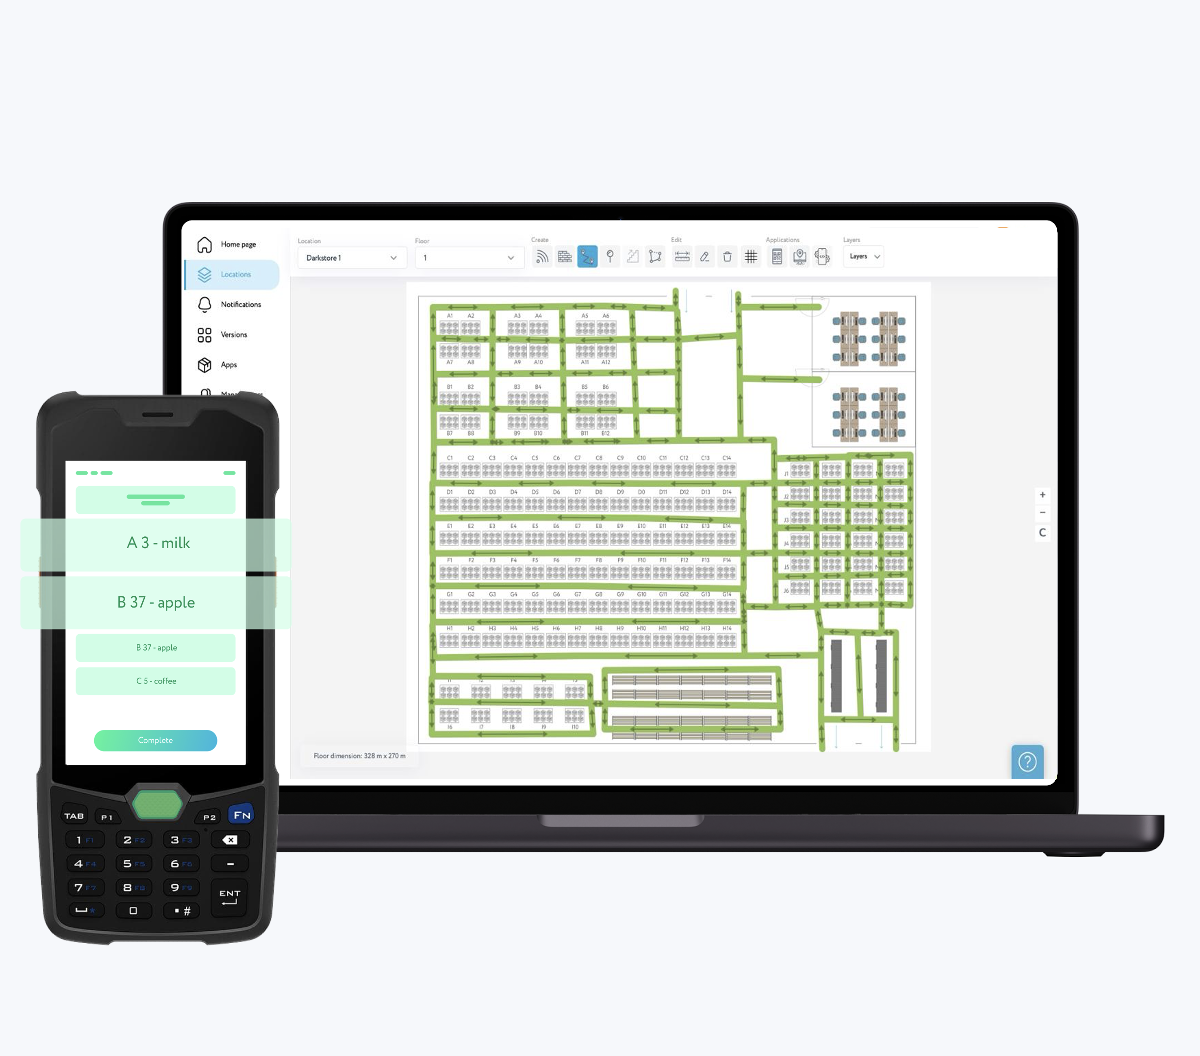 Home page
Locations
Notifications
Versions
Apps
Location
Darkstore 1
Floor
1
Create
Edit
Applications
Layers
Layers
A1 A2 A3 A4 A5 A6
A7 A8 A9 A10 A11 A12
B1 B2 B3 B4 B5 B6
B7 B8 B9 B10 B11 B12
C1 C2 C3 C4 C5 C6 C7 C8 C9 C10 C11 C12 C13 C14
D1 D2 D3 D4 D5 D6 D7 D8 D9 D10 D11 D12 D13 D14
E1 E2 E3 E4 E5 E6 E7 E8 E9 E10 E11 E12 E13 E14
F1 F2 F3 F4 F5 F6 F7 F8 F9 F10 F11 F12 F13 F14
G1 G2 G3 G4 G5 G6 G7 G8 G9 G10 G11 G12 G13 G14
H1 H2 H3 H4 H5 H6 H7 H8 H9 H10 H11 H12 H13 H14
J1
J2
J3
J4
J5
J6
I6 I7 I8 I9 I10
+
−
C
Floor dimension: 328 m x 270 m
?
A 3 - milk
B 37 - apple
B 37 - apple
C 5 - coffee
Complete
TAB P1 P2 FN
1 F1 2 F2 3 F3
4 F4 5 F5 6 F6 -
7 F7 8 F8 9 F9 ENT
* . #